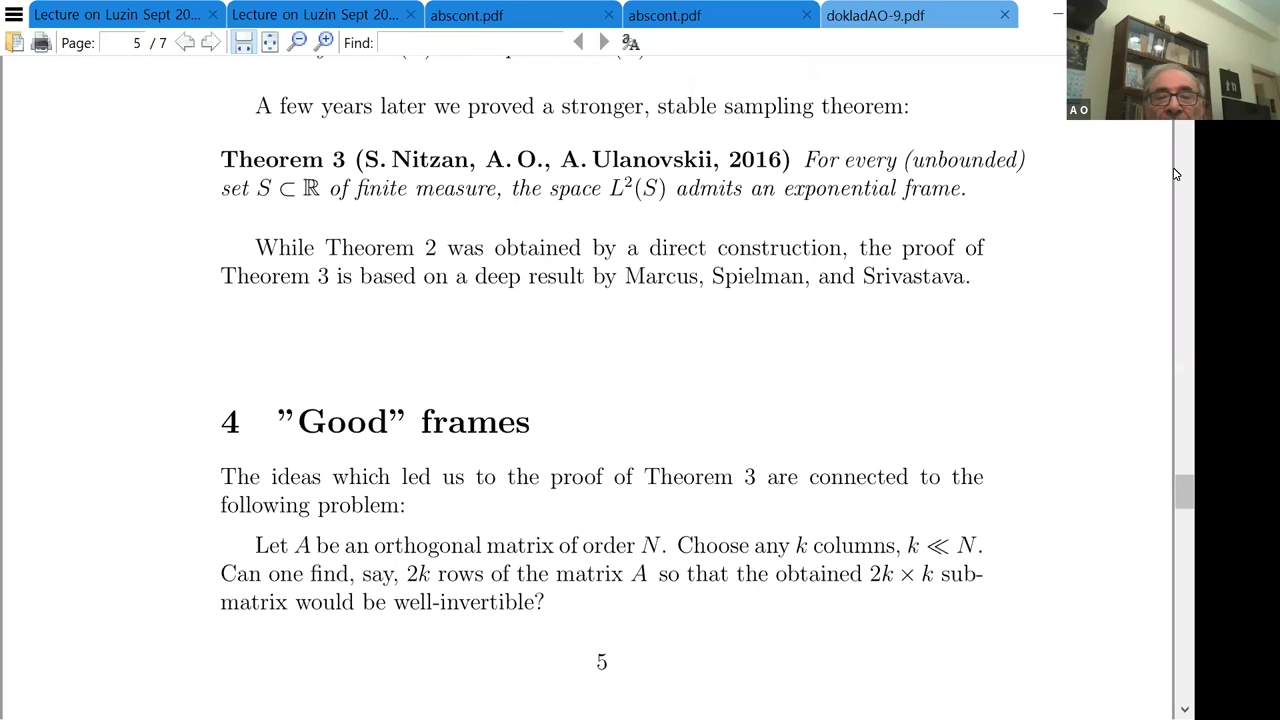 Lecture on Luzin Sept 20... Lecture on Luzin Sept 20... abscont.pdf abscont.pdf dokladAO-9.pdf
Page: 5 / 7 Find:
A O
A few years later we proved a stronger, stable sampling theorem:
Theorem 3 (S. Nitzan, A. O., A. Ulanovskii, 2016) For every (unbounded)
set S ⊂ ℝ of finite measure, the space L²(S) admits an exponential frame.
While Theorem 2 was obtained by a direct construction, the proof of
Theorem 3 is based on a deep result by Marcus, Spielman, and Srivastava.
4 ”Good” frames
The ideas which led us to the proof of Theorem 3 are connected to the
following problem:
Let A be an orthogonal matrix of order N. Choose any k columns, k ≪ N.
Can one find, say, 2k rows of the matrix A so that the obtained 2k × k sub-
matrix would be well-invertible?
5